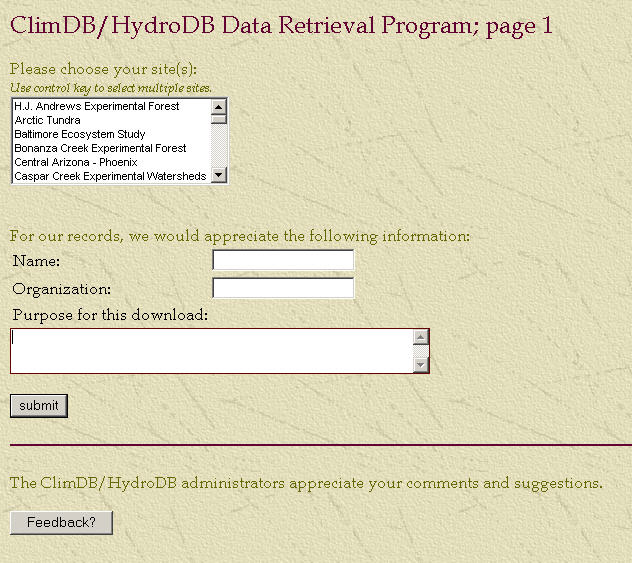 ClimDB/HydroDB Data Retrieval Program; page 1
Please choose your site(s):
Use control key to select multiple sites.
H.J. Andrews Experimental Forest
Arctic Tundra
Baltimore Ecosystem Study
Bonanza Creek Experimental Forest
Central Arizona - Phoenix
Caspar Creek Experimental Watersheds
For our records, we would appreciate the following information:
Name:
Organization:
Purpose for this download:
submit
The ClimDB/HydroDB administrators appreciate your comments and suggestions.
Feedback?